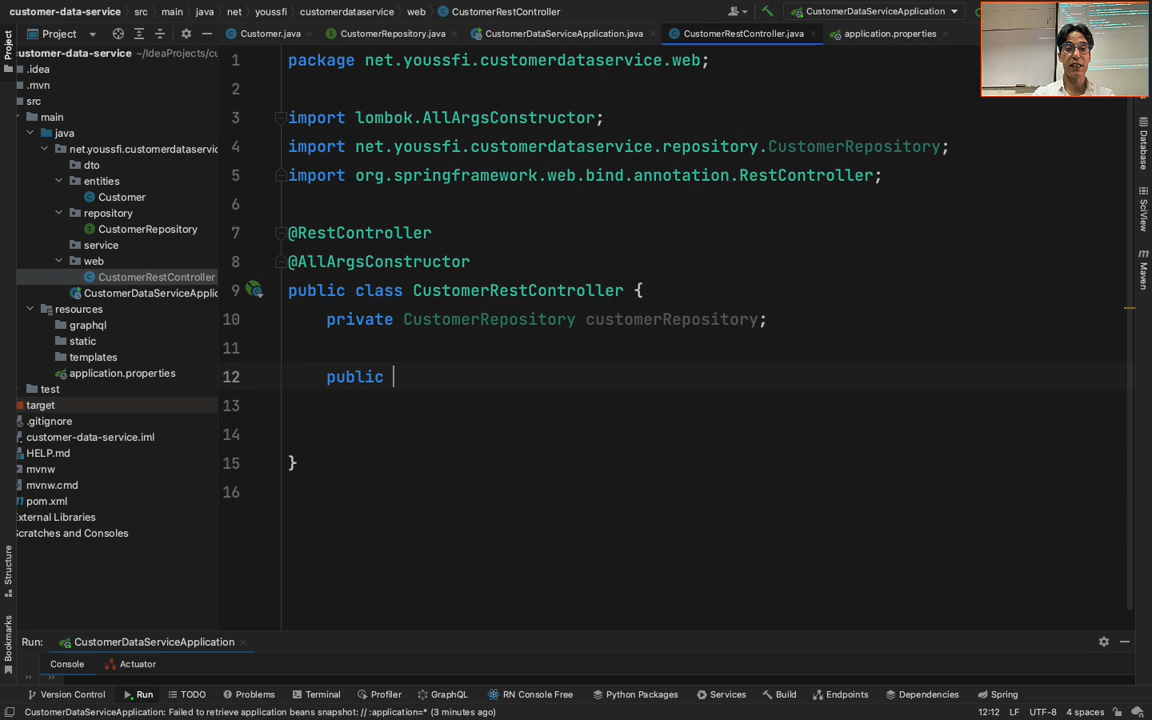 customer-data-service src main java net youssfi customerdataservice web CustomerRestController CustomerDataServiceApplication
Project Customer.java CustomerRepository.java CustomerDataServiceApplication.java CustomerRestController.java application.properties
Project
customer-data-service ~/IdeaProjects/cu
.idea
.mvn
src
main
java
net.youssfi.customerdataservic
dto
entities
Customer
repository
CustomerRepository
service
web
CustomerRestController
CustomerDataServiceApplic
resources
graphql
static
templates
application.properties
test
target
.gitignore
customer-data-service.iml
HELP.md
mvnw
mvnw.cmd
pom.xml
xternal Libraries
cratches and Consoles
Structure
Bookmarks
1 package net.youssfi.customerdataservice.web;
2
3 import lombok.AllArgsConstructor;
4 import net.youssfi.customerdataservice.repository.CustomerRepository;
5 import org.springframework.web.bind.annotation.RestController;
6
7 @RestController
8 @AllArgsConstructor
9 public class CustomerRestController {
10 private CustomerRepository customerRepository;
11
12 public
13
14
15 }
16
Database
SciView
m Maven
Run: CustomerDataServiceApplication
Console Actuator
Version Control Run TODO Problems Terminal Profiler GraphQL RN Console Free Python Packages Services Build Endpoints Dependencies Spring
CustomerDataServiceApplication: Failed to retrieve application beans snapshot: // :application=* (3 minutes ago) 12:12 LF UTF-8 4 spaces